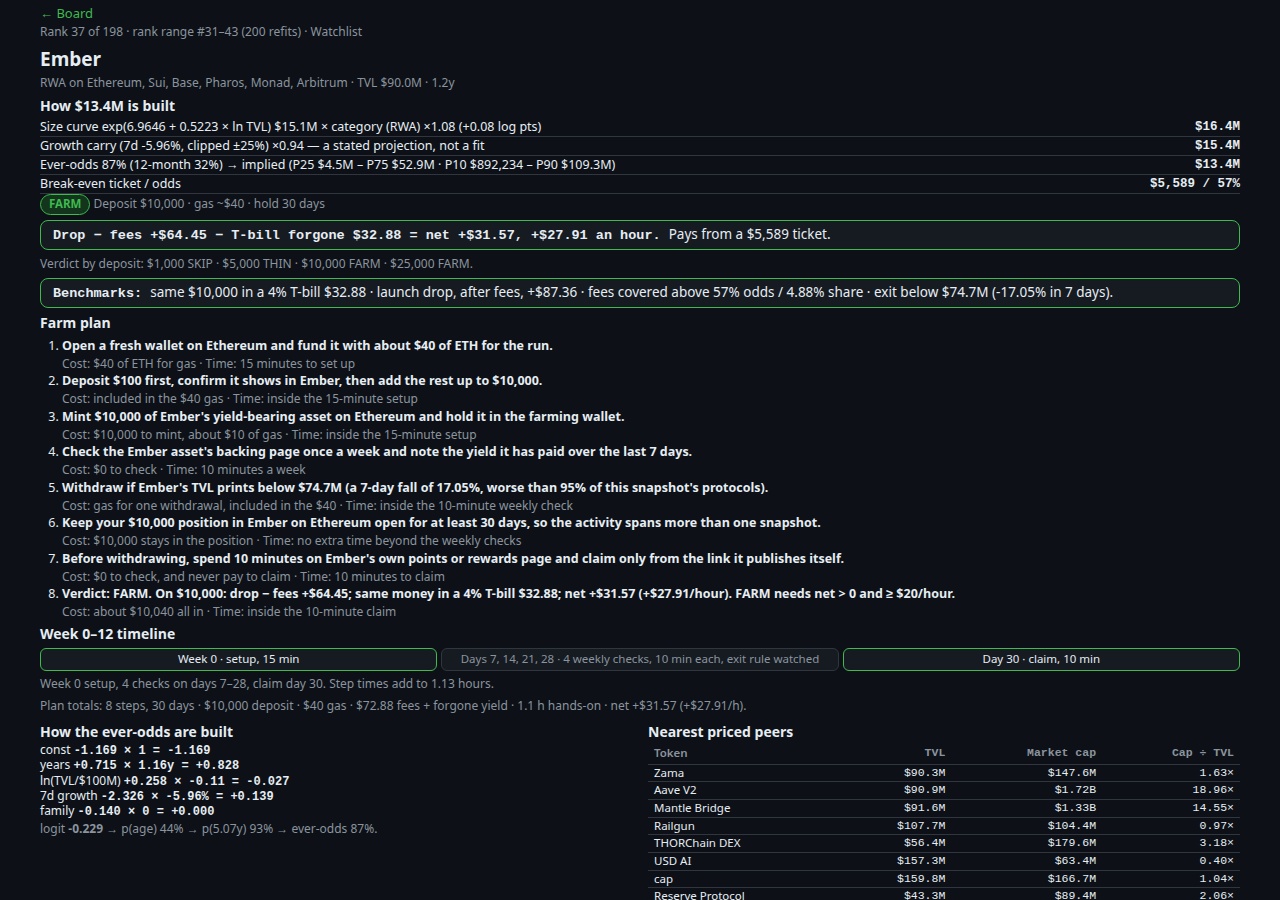 ← Board
Rank 37 of 198 · rank range #31–43 (200 refits) · Watchlist
Ember
RWA on Ethereum, Sui, Base, Pharos, Monad, Arbitrum · TVL $90.0M · 1.2y
How $13.4M is built
Size curve exp(6.9646 + 0.5223 × ln TVL) $15.1M × category (RWA) ×1.08 (+0.08 log pts) $16.4M
Growth carry (7d -5.96%, clipped ±25%) ×0.94 — a stated projection, not a fit $15.4M
Ever-odds 87% (12-month 32%) → implied (P25 $4.5M – P75 $52.9M · P10 $892,234 – P90 $109.3M) $13.4M
Break-even ticket / odds $5,589 / 57%
FARM Deposit $10,000 · gas ~$40 · hold 30 days
Drop − fees +$64.45 − T-bill forgone $32.88 = net +$31.57, +$27.91 an hour. Pays from a $5,589 ticket.
Verdict by deposit: $1,000 SKIP · $5,000 THIN · $10,000 FARM · $25,000 FARM.
Benchmarks: same $10,000 in a 4% T-bill $32.88 · launch drop, after fees, +$87.36 · fees covered above 57% odds / 4.88% share · exit below $74.7M (-17.05% in 7 days).
Farm plan
1. Open a fresh wallet on Ethereum and fund it with about $40 of ETH for the run.
Cost: $40 of ETH for gas · Time: 15 minutes to set up
2. Deposit $100 first, confirm it shows in Ember, then add the rest up to $10,000.
Cost: included in the $40 gas · Time: inside the 15-minute setup
3. Mint $10,000 of Ember's yield-bearing asset on Ethereum and hold it in the farming wallet.
Cost: $10,000 to mint, about $10 of gas · Time: inside the 15-minute setup
4. Check the Ember asset's backing page once a week and note the yield it has paid over the last 7 days.
Cost: $0 to check · Time: 10 minutes a week
5. Withdraw if Ember's TVL prints below $74.7M (a 7-day fall of 17.05%, worse than 95% of this snapshot's protocols).
Cost: gas for one withdrawal, included in the $40 · Time: inside the 10-minute weekly check
6. Keep your $10,000 position in Ember on Ethereum open for at least 30 days, so the activity spans more than one snapshot.
Cost: $10,000 stays in the position · Time: no extra time beyond the weekly checks
7. Before withdrawing, spend 10 minutes on Ember's own points or rewards page and claim only from the link it publishes itself.
Cost: $0 to check, and never pay to claim · Time: 10 minutes to claim
8. Verdict: FARM. On $10,000: drop − fees +$64.45; same money in a 4% T-bill $32.88; net +$31.57 (+$27.91/hour). FARM needs net > 0 and ≥ $20/hour.
Cost: about $10,040 all in · Time: inside the 10-minute claim
Week 0–12 timeline
Week 0 · setup, 15 min
Days 7, 14, 21, 28 · 4 weekly checks, 10 min each, exit rule watched
Day 30 · claim, 10 min
Week 0 setup, 4 checks on days 7–28, claim day 30. Step times add to 1.13 hours.
Plan totals: 8 steps, 30 days · $10,000 deposit · $40 gas · $72.88 fees + forgone yield · 1.1 h hands-on · net +$31.57 (+$27.91/h).
How the ever-odds are built
const -1.169 × 1 = -1.169
years +0.715 × 1.16y = +0.828
ln(TVL/$100M) +0.258 × -0.11 = -0.027
7d growth -2.326 × -5.96% = +0.139
family -0.140 × 0 = +0.000
logit -0.229 → p(age) 44% → p(5.07y) 93% → ever-odds 87%.
Nearest priced peers
Token TVL Market cap Cap ÷ TVL
Zama $90.3M $147.6M 1.63×
Aave V2 $90.9M $1.72B 18.96×
Mantle Bridge $91.6M $1.33B 14.55×
Railgun $107.7M $104.4M 0.97×
THORChain DEX $56.4M $179.6M 3.18×
USD AI $157.3M $63.4M 0.40×
cap $159.8M $166.7M 1.04×
Reserve Protocol $43.3M $89.4M 2.06×